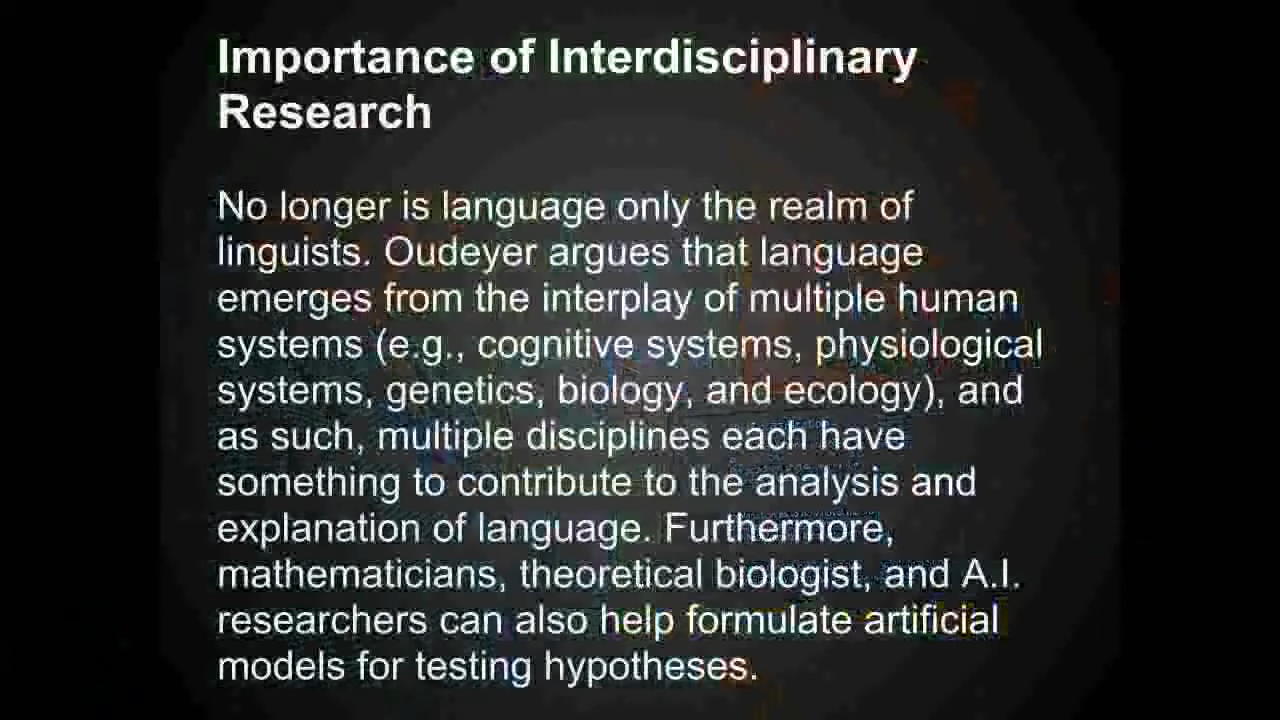 Importance of Interdisciplinary
Research
No longer is language only the realm of
linguists. Oudeyer argues that language
emerges from the interplay of multiple human
systems (e.g., cognitive systems, physiological
systems, genetics, biology, and ecology), and
as such, multiple disciplines each have
something to contribute to the analysis and
explanation of language. Furthermore,
mathematicians, theoretical biologist, and A.I.
researchers can also help formulate artificial
models for testing hypotheses.